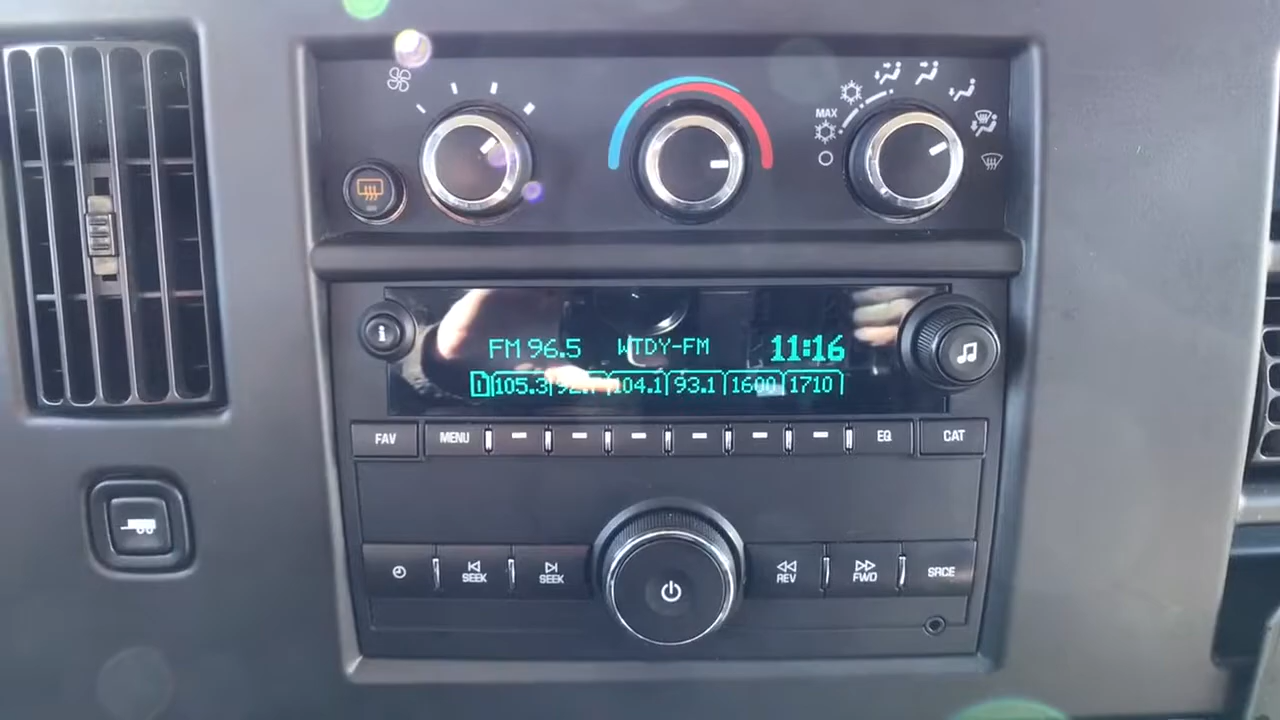 MAX
i
FM 96.5 WTDY-FM 11:16
1 105.3 104.1 93.1 1600 1710
FAV MENU EQ CAT
SEEK SEEK REV FWD SRCE